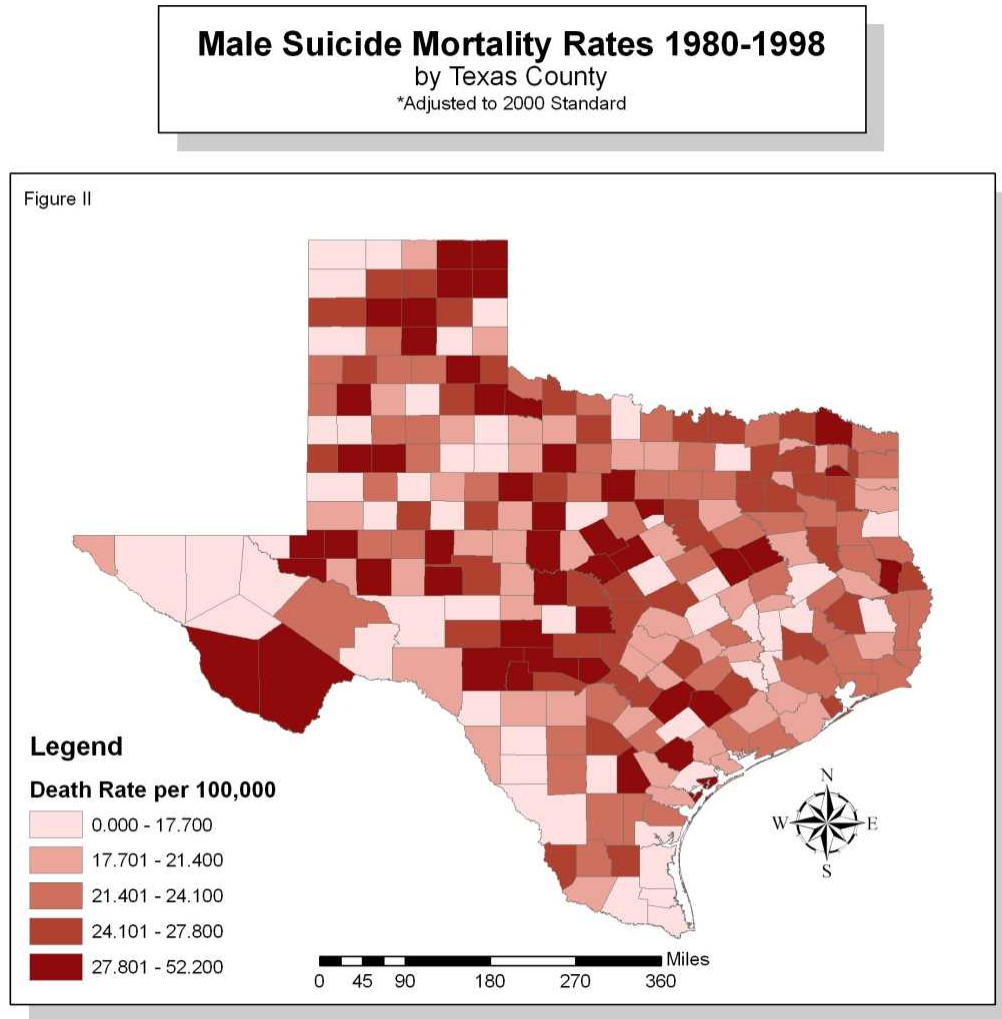 Male Suicide Mortality Rates 1980-1998
by Texas County
*Adjusted to 2000 Standard
Figure II
Legend
Death Rate per 100,000
0.000 - 17.700
17.701 - 21.400
21.401 - 24.100
24.101 - 27.800
27.801 - 52.200
N
W E
S
Miles
0 45 90 180 270 360